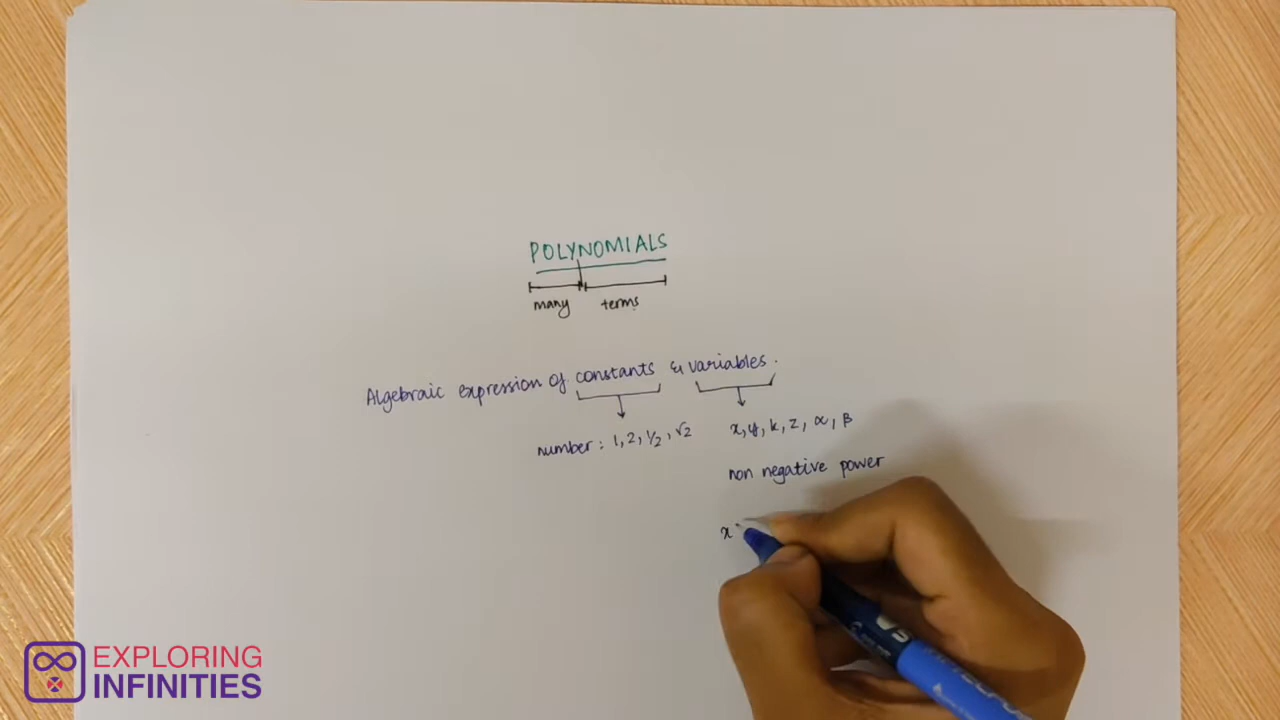 POLYNOMIALS
many terms
Algebraic expression of constants & variables.
number: 1, 2, 1/2, √2 x, y, k, z, α, β
non negative power
x
EXPLORING
INFINITIES